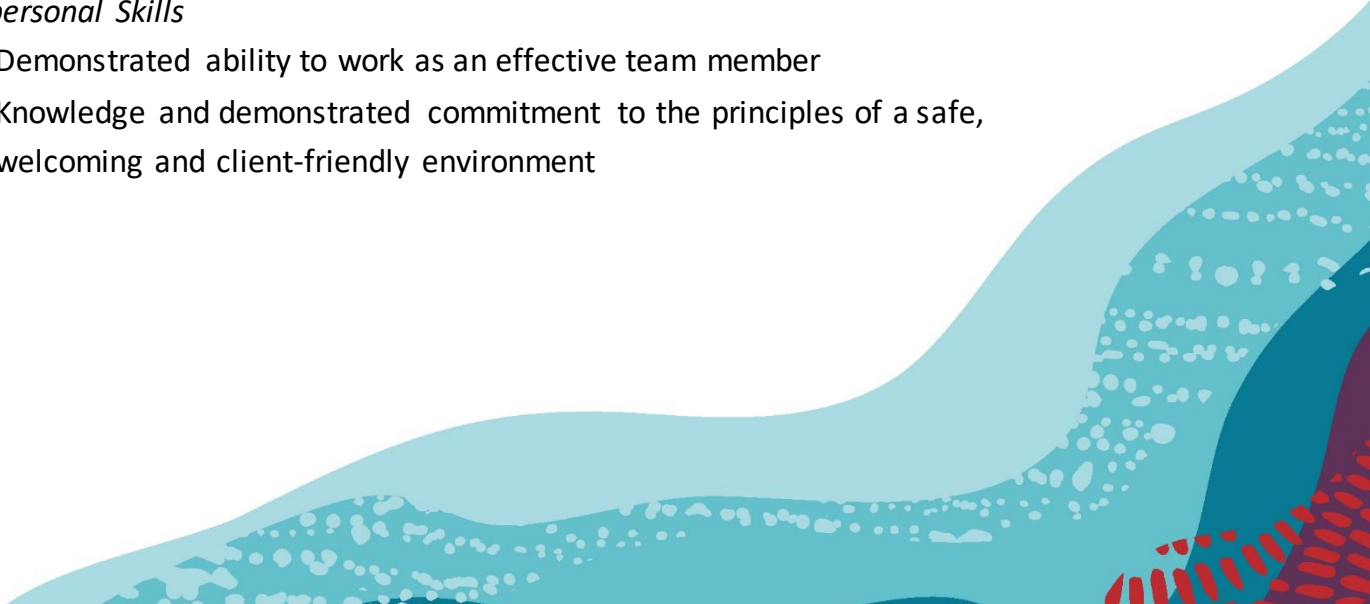 personal Skills
Demonstrated ability to work as an effective team member
Knowledge and demonstrated commitment to the principles of a safe,
welcoming and client-friendly environment